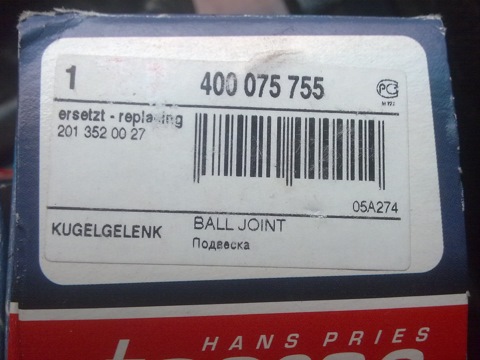 1 400 075 755
ersetzt - replacing
201 352 00 27
05A274
KUGELGELENK BALL JOINT
Подвеска
HANS PRIES